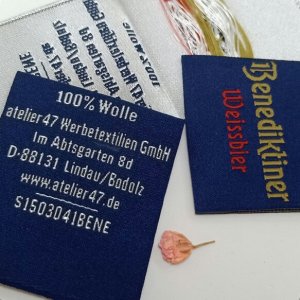 100% Wolle
atelier47 Werbetextilien GmbH
Im Abtsgarten 8d
D-88131 Lindau/Bodolz
www.atelier47.de
S1503041BENE
Benediktiner
Weissbier